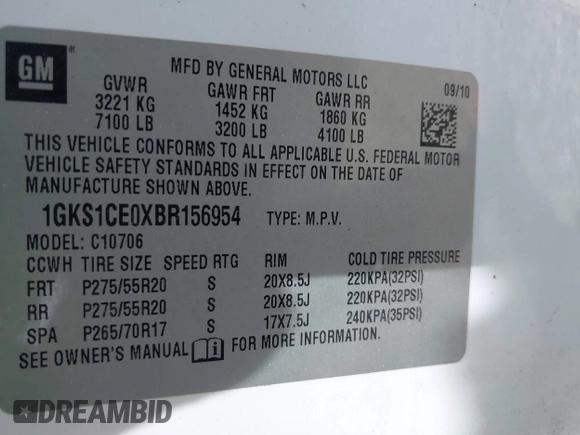 GM
MFD BY GENERAL MOTORS LLC
09/10
GVWR GAWR FRT GAWR RR
3221 KG 1452 KG 1860 KG
7100 LB 3200 LB 4100 LB
THIS VEHICLE CONFORMS TO ALL APPLICABLE U.S. FEDERAL MOTOR
VEHICLE SAFETY STANDARDS IN EFFECT ON THE DATE OF
MANUFACTURE SHOWN ABOVE.
1GKS1CE0XBR156954 TYPE: M.P.V.
MODEL: C10706
CCWH TIRE SIZE SPEED RTG RIM COLD TIRE PRESSURE
FRT P275/55R20 S 20X8.5J 220KPA(32PSI)
RR P275/55R20 S 20X8.5J 220KPA(32PSI)
SPA P265/70R17 S 17X7.5J 240KPA(35PSI)
SEE OWNER'S MANUAL i FOR MORE INFORMATION.
DREAMBID